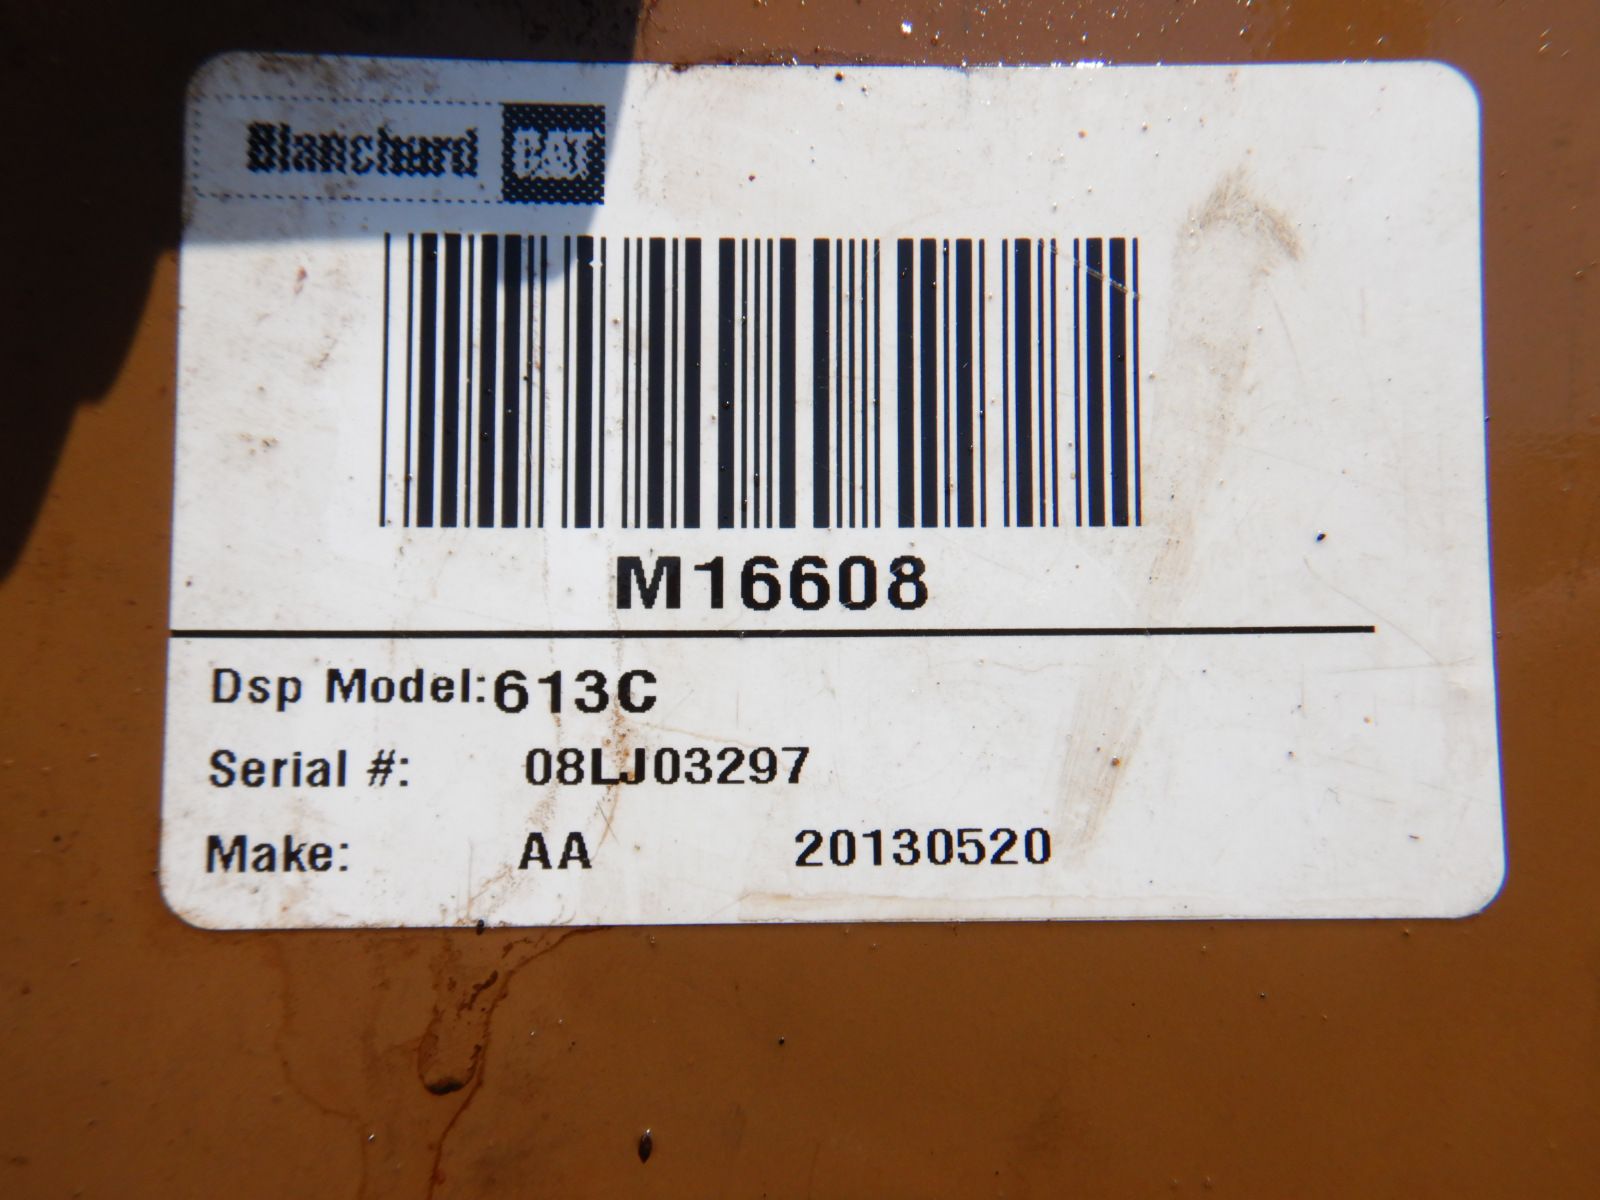 Blanchard CAT
M16608
Dsp Model: 613C
Serial #: 08LJ03297
Make: AA 20130520